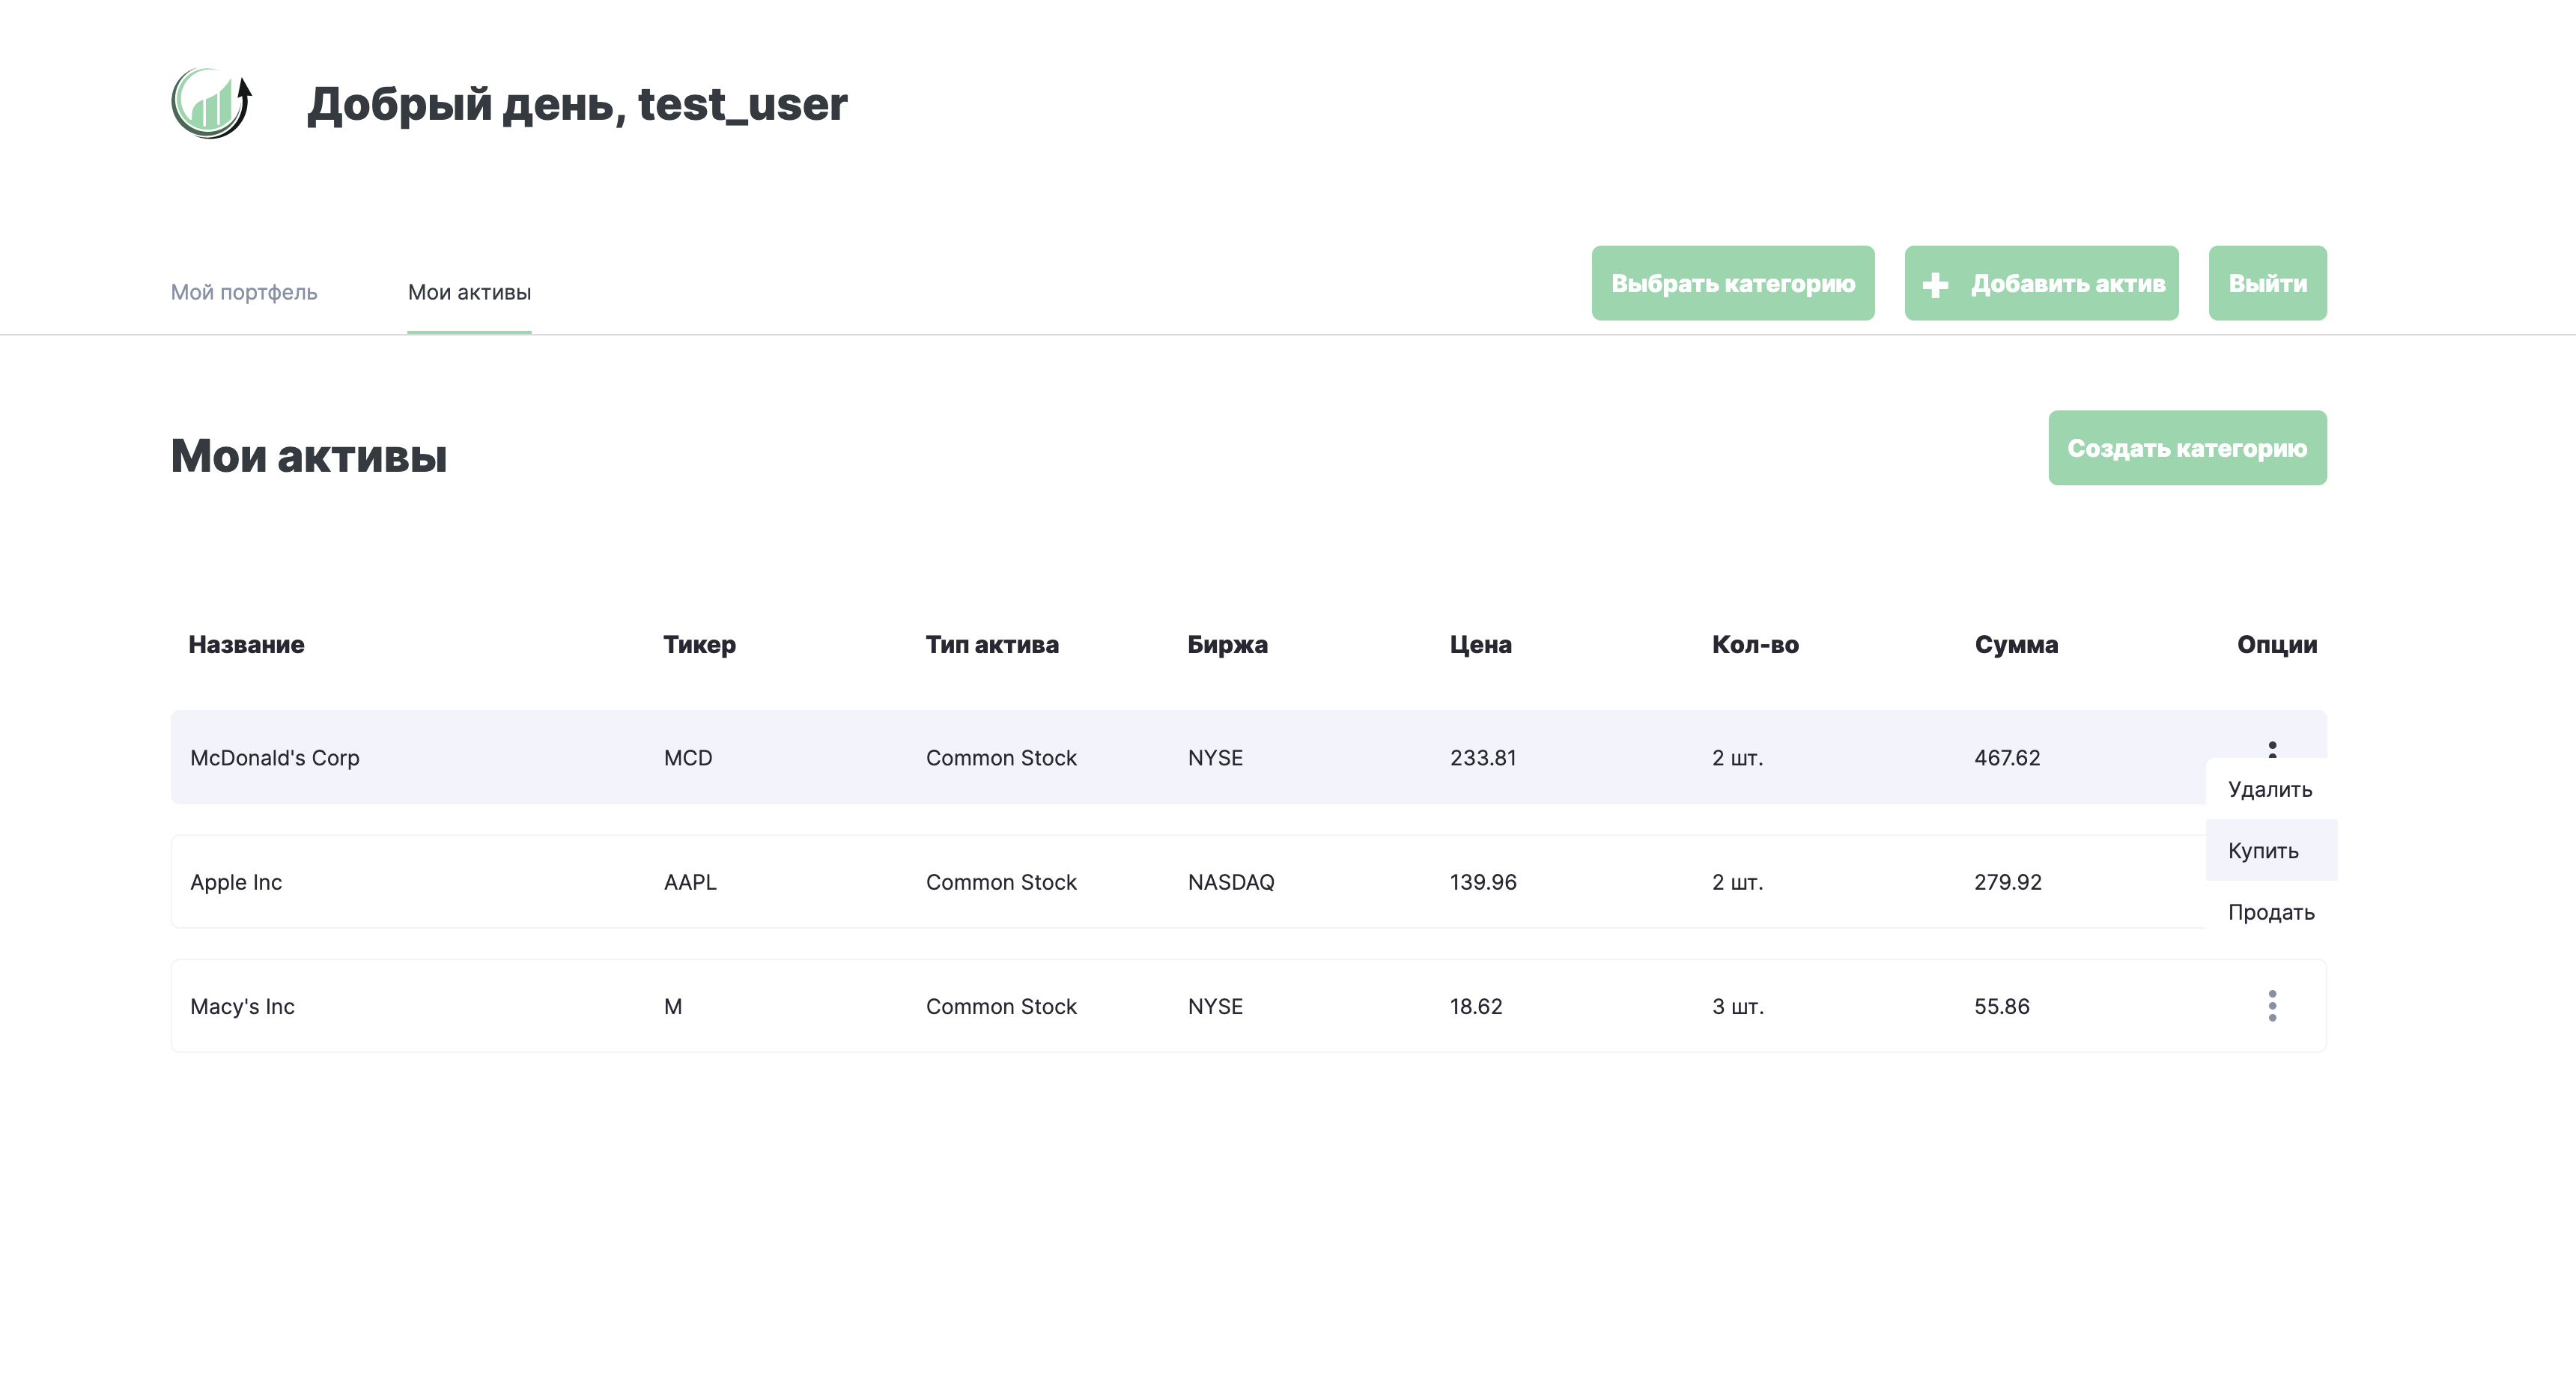 Добрый день, test_user
Мой портфель Мои активы Выбрать категорию + Добавить актив Выйти
Мои активы Создать категорию
Название Тикер Тип актива Биржа Цена Кол-во Сумма Опции
McDonald's Corp MCD Common Stock NYSE 233.81 2 шт. 467.62
Удалить
Купить
Apple Inc AAPL Common Stock NASDAQ 139.96 2 шт. 279.92
Продать
Macy's Inc M Common Stock NYSE 18.62 3 шт. 55.86